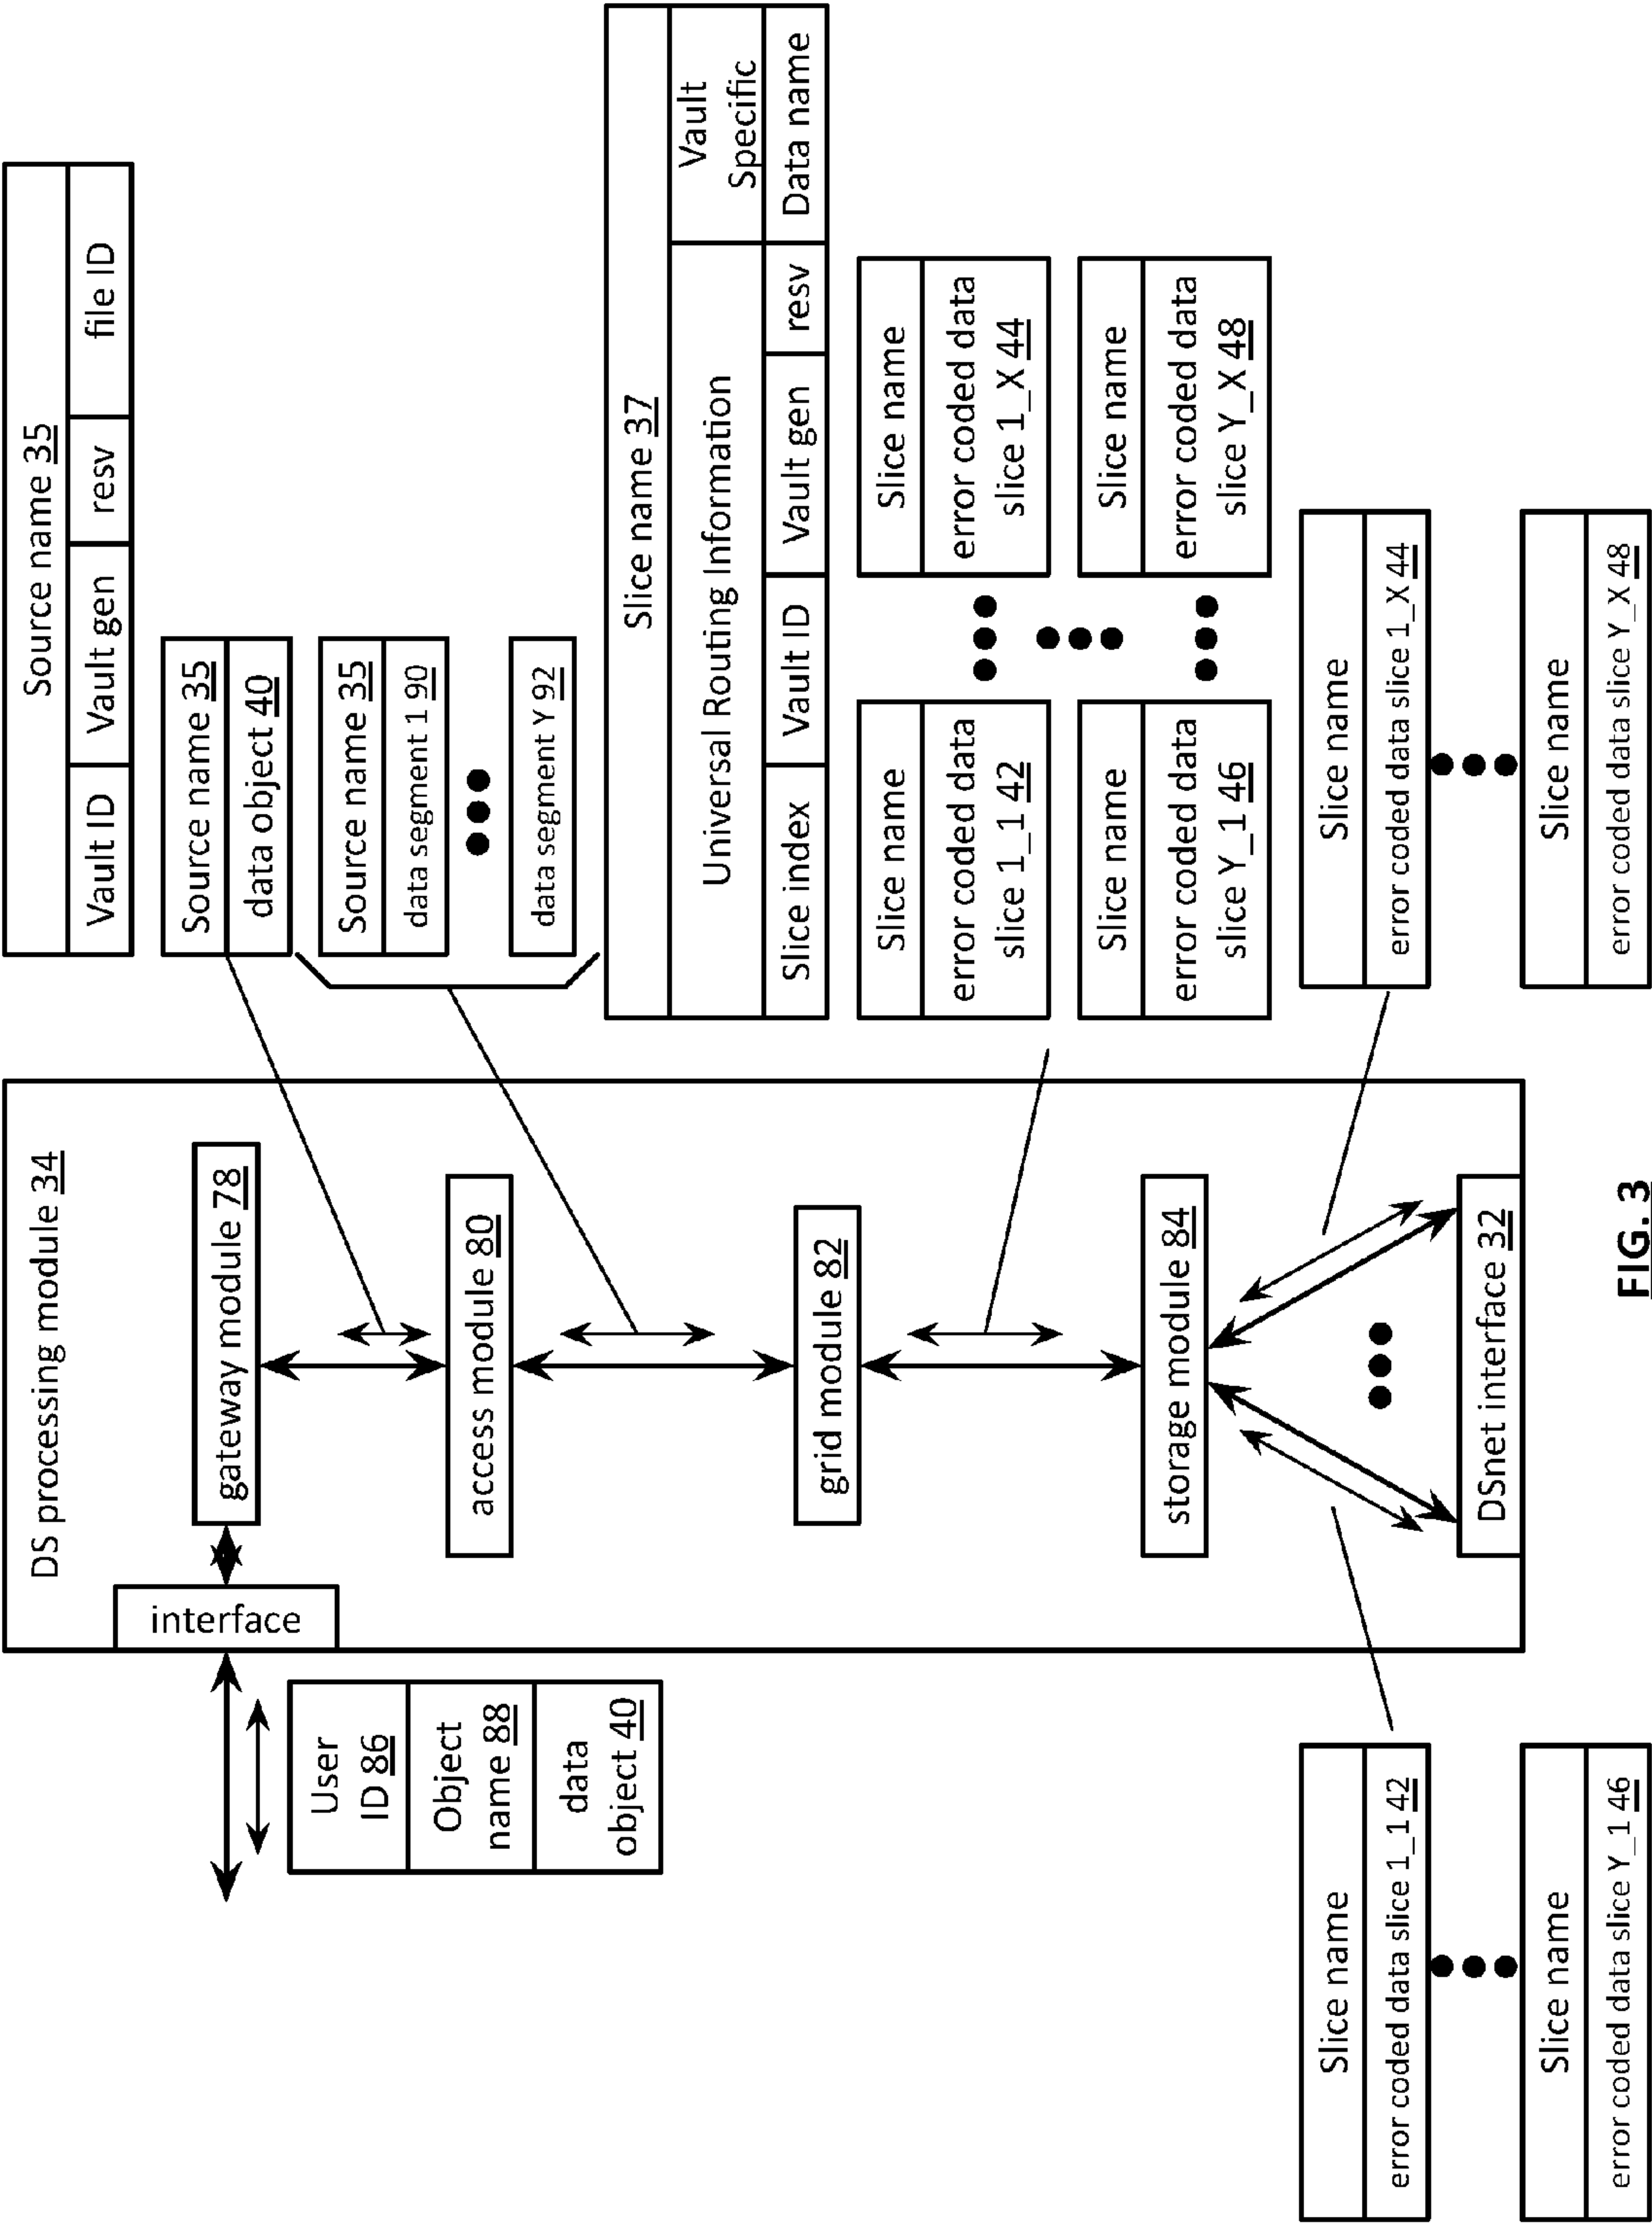 DS processing module 34
interface
gateway module 78
access module 80
grid module 82
storage module 84
DSnet interface 32
User
ID 86
Object
name 88
data
object 40
Source name 35
Vault ID
Vault gen
resv
file ID
Source name 35
data object 40
Source name 35
data segment 1 90
data segment Y 92
Slice name 37
Universal Routing Information
Vault
Specific
Slice index
Vault ID
Vault gen
resv
Data name
Slice name
error coded data
slice 1_1 42
Slice name
error coded data
slice 1_X 44
Slice name
error coded data
slice Y_1 46
Slice name
error coded data
slice Y_X 48
Slice name
error coded data slice 1_1 42
Slice name
error coded data slice Y_1 46
Slice name
error coded data slice 1_X 44
Slice name
error coded data slice Y_X 48
FIG. 3